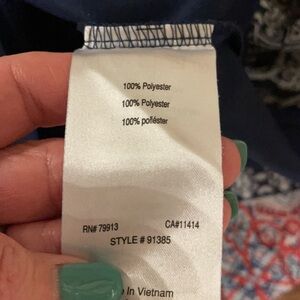 100% Polyester
100% Polyester
100% poliéster
RN# 79913 CA#11414
STYLE # 91385
In Vietnam